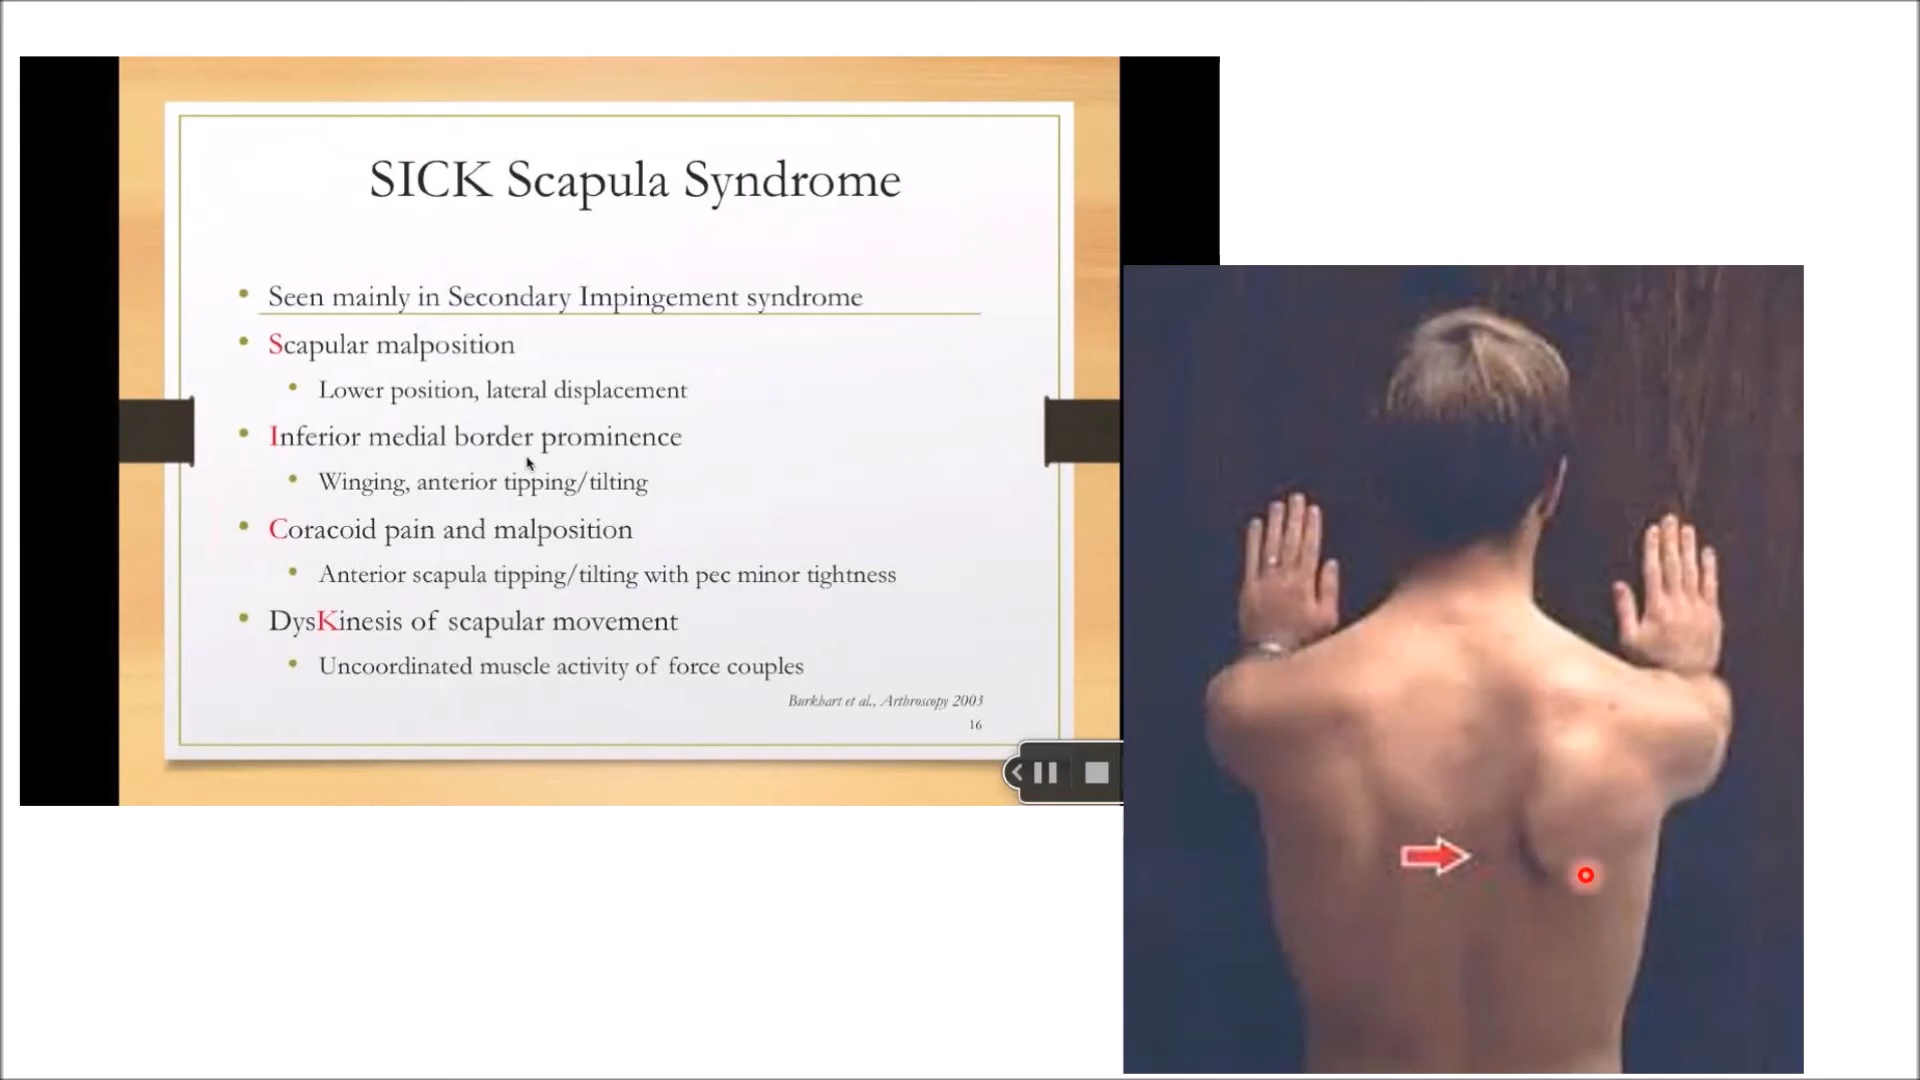 SICK Scapula Syndrome
• Seen mainly in Secondary Impingement syndrome
• Scapular malposition
• Lower position, lateral displacement
• Inferior medial border prominence
• Winging, anterior tipping/tilting
• Coracoid pain and malposition
• Anterior scapula tipping/tilting with pec minor tightness
• DysKinesis of scapular movement
• Uncoordinated muscle activity of force couples
Burkhart et al., Arthroscopy 2003
16